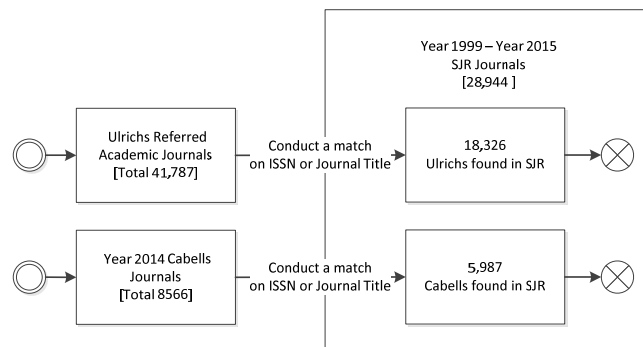 Year 1999 – Year 2015
SJR Journals
[28,944 ]
Ulrichs Referred
Academic Journals
[Total 41,787]
Conduct a match
on ISSN or Journal Title
18,326
Ulrichs found in SJR
Year 2014 Cabells
Journals
[Total 8566]
Conduct a match
on ISSN or Journal Title
5,987
Cabells found in SJR